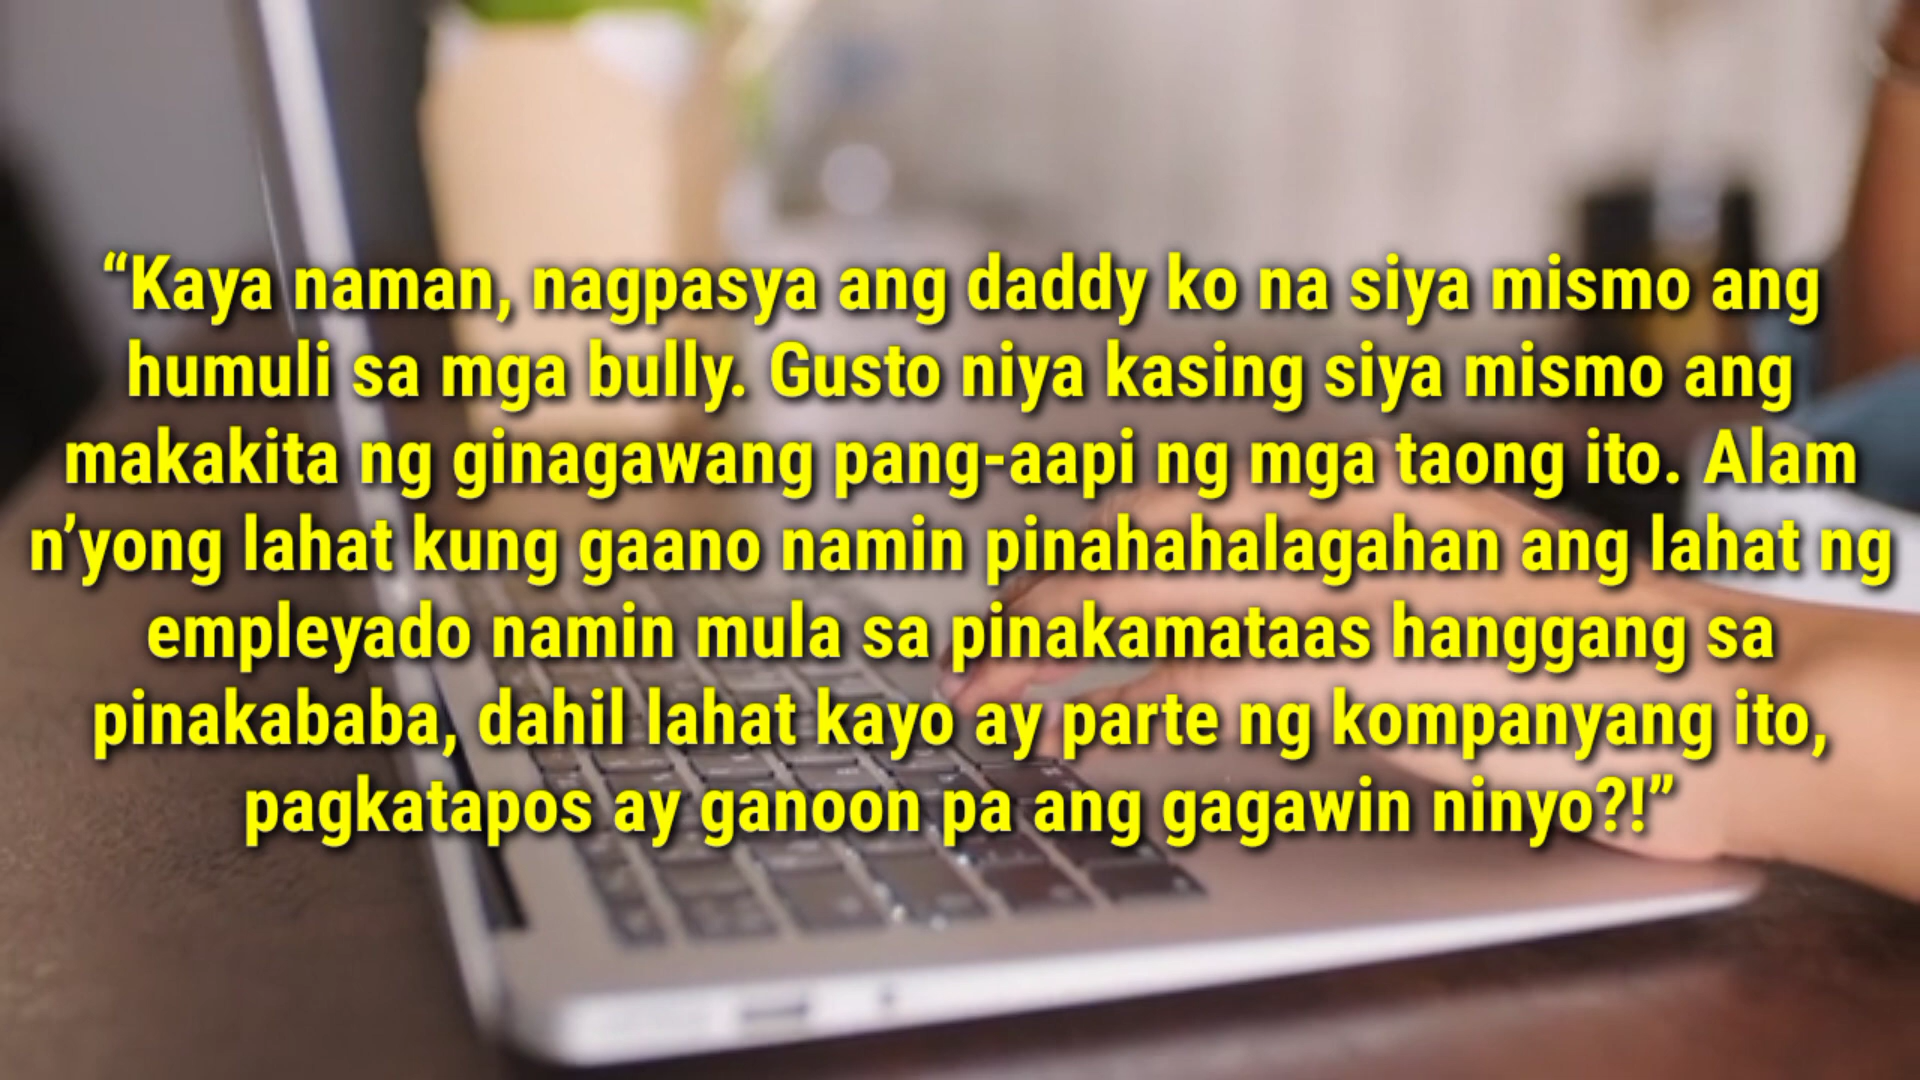 “Kaya naman, nagpasya ang daddy ko na siya mismo ang
humuli sa mga bully. Gusto niya kasing siya mismo ang
makakita ng ginagawang pang-aapi ng mga taong ito. Alam
n’yong lahat kung gaano namin pinahahalagahan ang lahat ng
empleyado namin mula sa pinakamataas hanggang sa
pinakababa, dahil lahat kayo ay parte ng kompanyang ito,
pagkatapos ay ganoon pa ang gagawin ninyo?!”